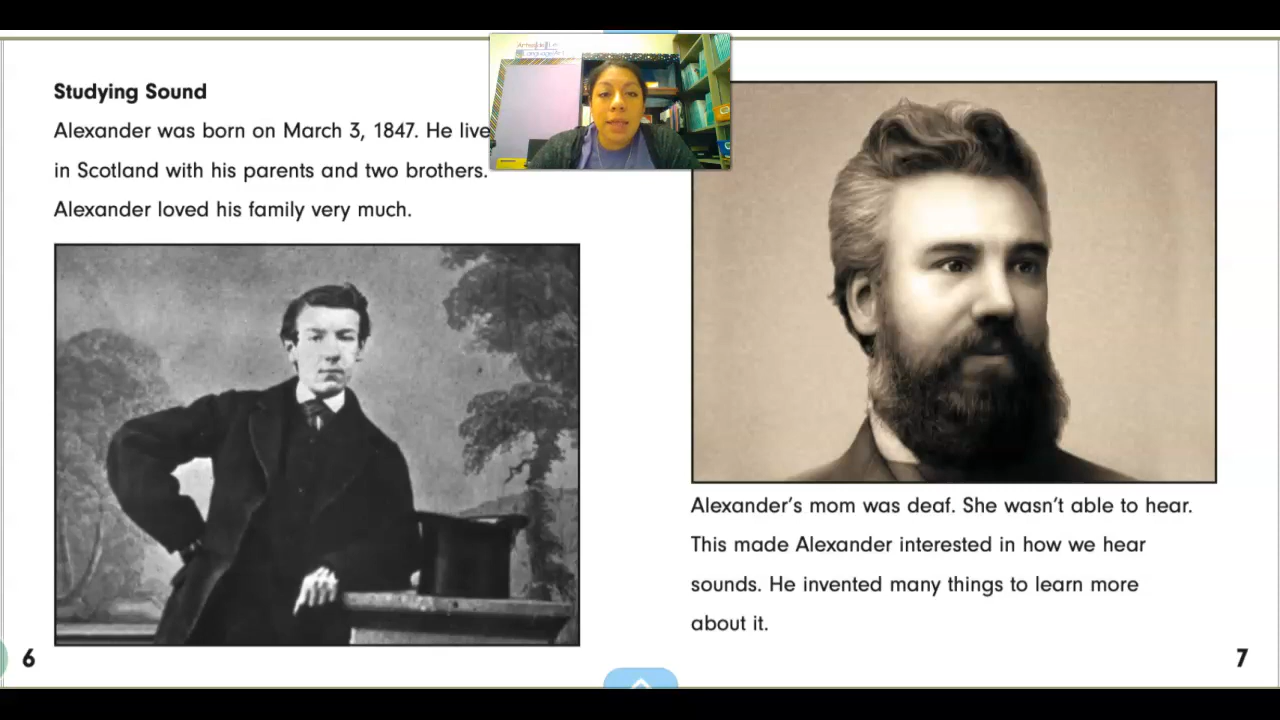 Studying Sound
Alexander was born on March 3, 1847. He live
in Scotland with his parents and two brothers.
Alexander loved his family very much.
Alexander's mom was deaf. She wasn't able to hear.
This made Alexander interested in how we hear
sounds. He invented many things to learn more
about it.
6
7